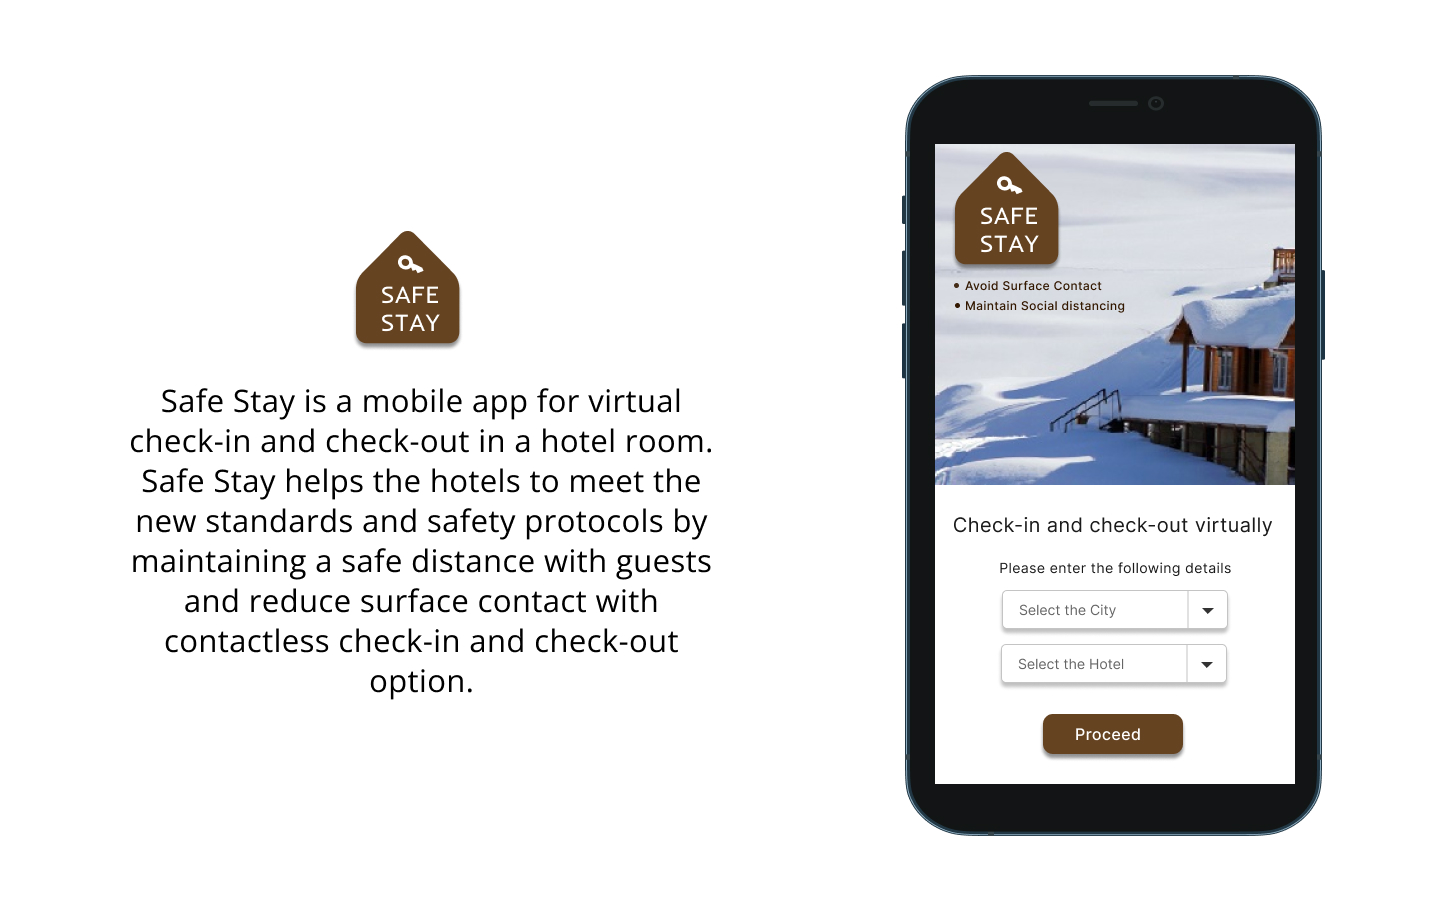 SAFE
STAY
Safe Stay is a mobile app for virtual
check-in and check-out in a hotel room.
Safe Stay helps the hotels to meet the
new standards and safety protocols by
maintaining a safe distance with guests
and reduce surface contact with
contactless check-in and check-out
option.
SAFE
STAY
• Avoid Surface Contact
• Maintain Social distancing
Check-in and check-out virtually
Please enter the following details
Select the City
Select the Hotel
Proceed